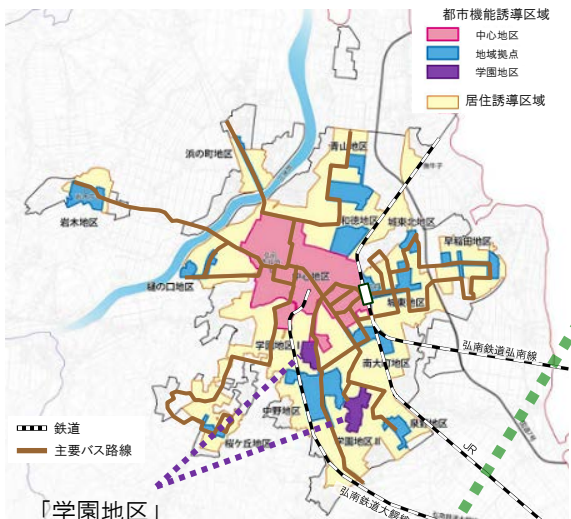 都市機能誘導区域
中心地区
地域拠点
学園地区
居住誘導区域
浜の町地区
青山地区
岩木地区
和徳地区
城東北地区
早稲田地区
樋の口地区
中心地区
城東地区
学園地区Ⅰ
南大町地区
弘南鉄道弘南線
中野地区
泉野地区
桜ケ丘地区
学園地区Ⅱ
JR
弘南鉄道大鰐線
鉄道
主要バス路線
「学園地区」